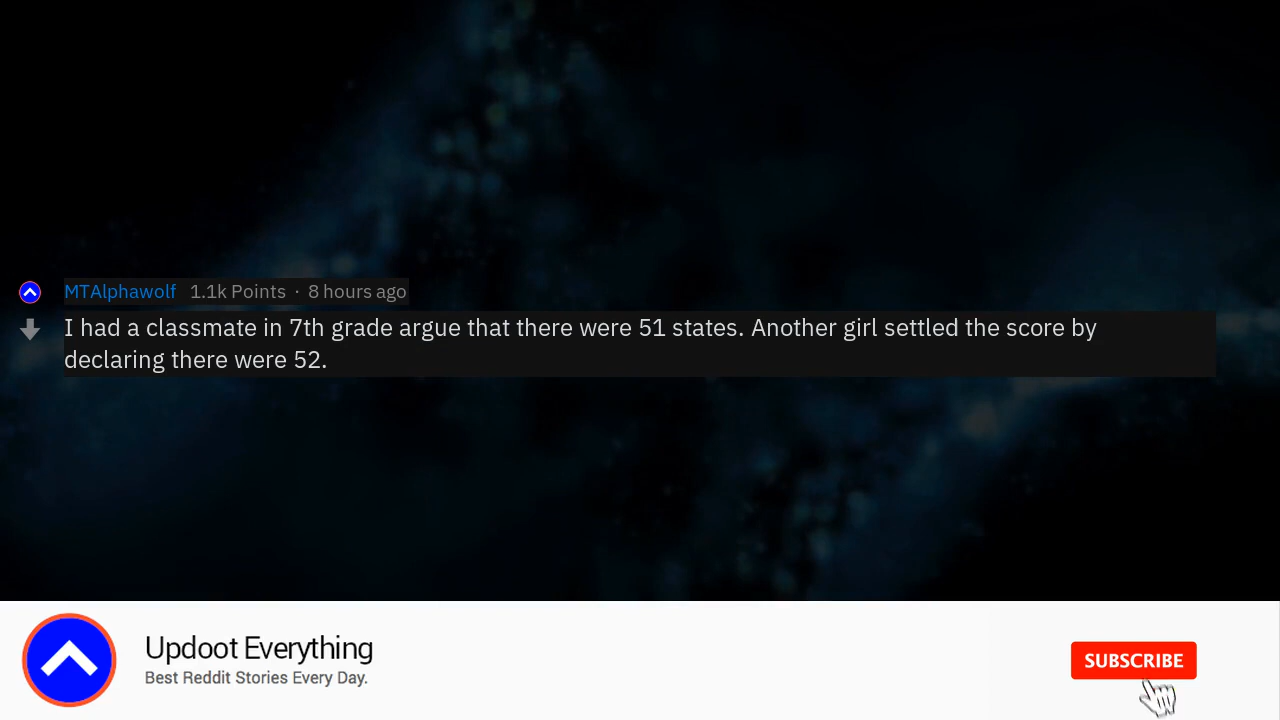 MTAlphawolf 1.1k Points · 8 hours ago
I had a classmate in 7th grade argue that there were 51 states. Another girl settled the score by
declaring there were 52.
Updoot Everything
Best Reddit Stories Every Day.
SUBSCRIBE